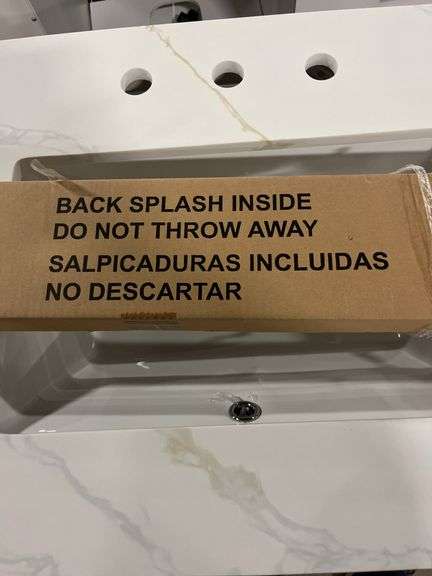 BACK SPLASH INSIDE
DO NOT THROW AWAY
SALPICADURAS INCLUIDAS
NO DESCARTAR